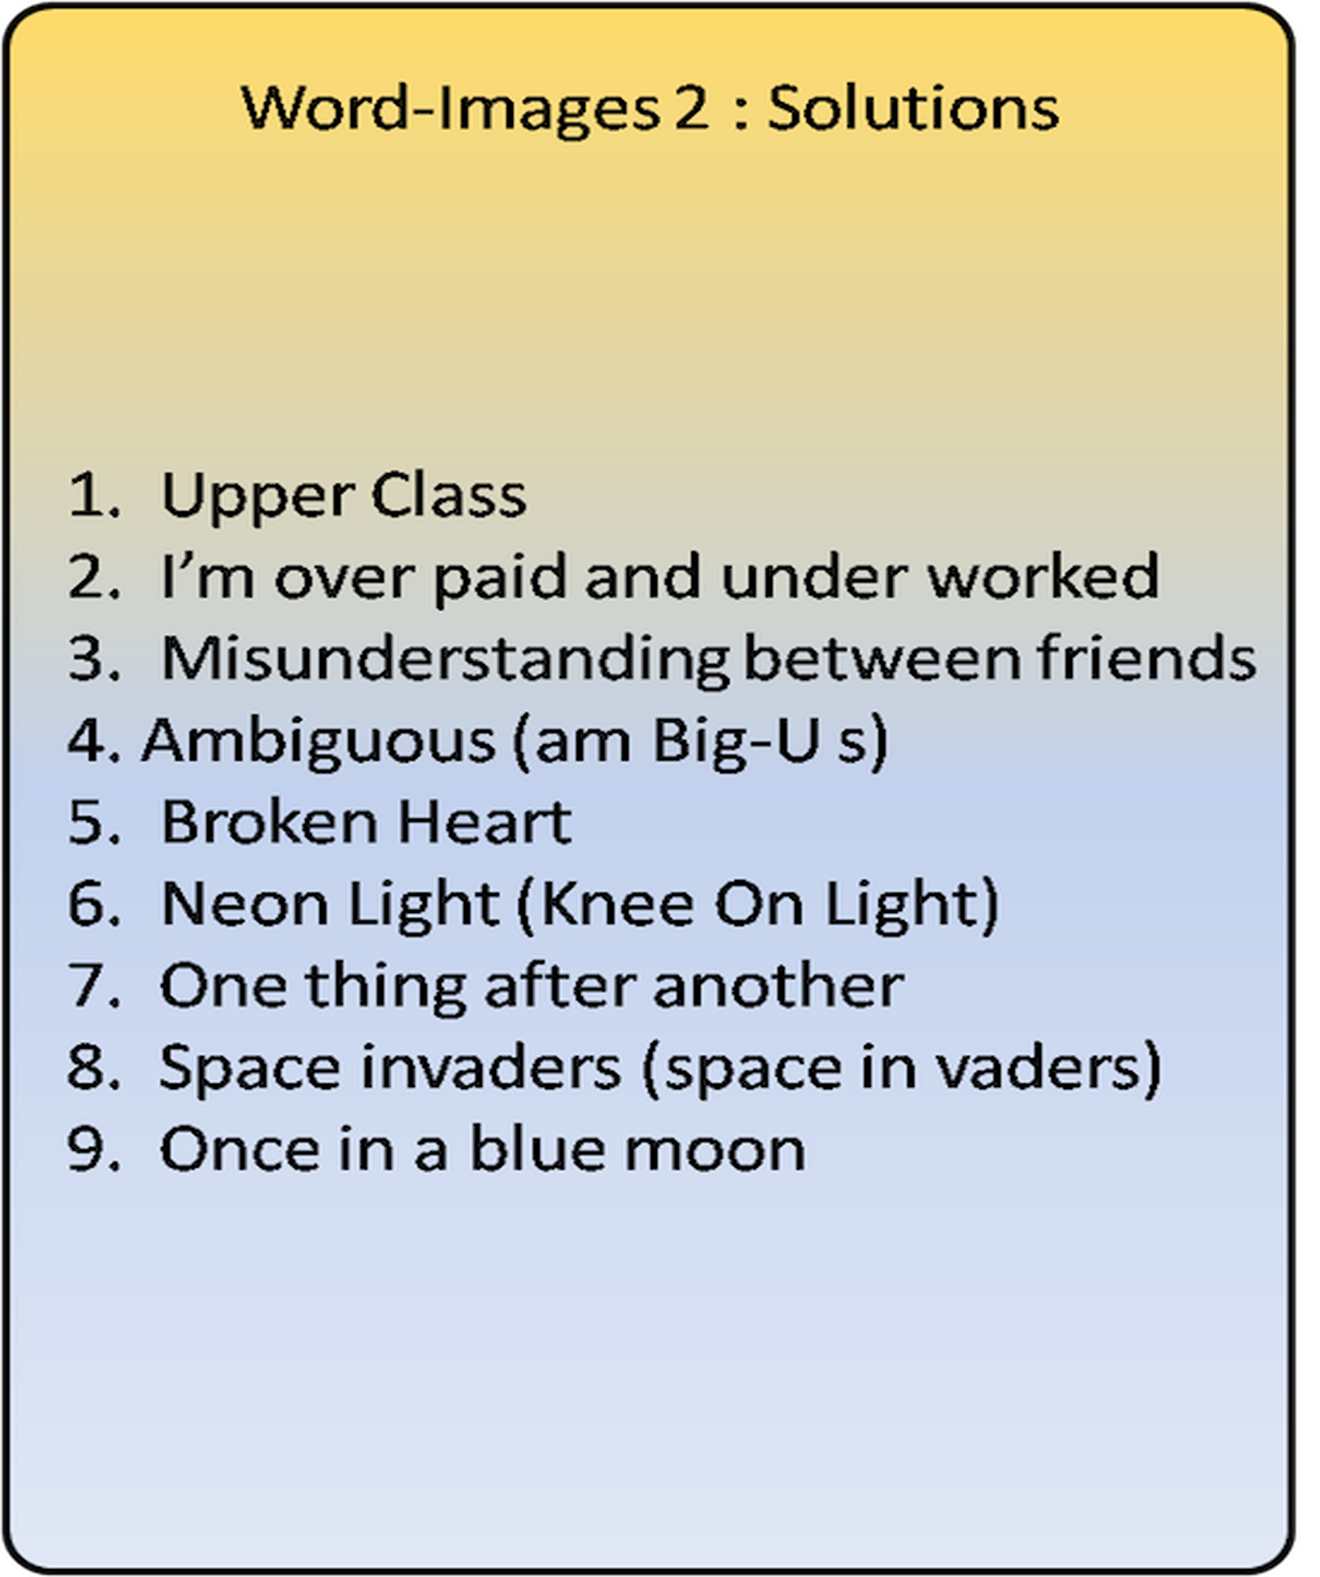 Word-Images 2 : Solutions
1. Upper Class
2. I’m over paid and under worked
3. Misunderstanding between friends
4. Ambiguous (am Big-U s)
5. Broken Heart
6. Neon Light (Knee On Light)
7. One thing after another
8. Space invaders (space in vaders)
9. Once in a blue moon